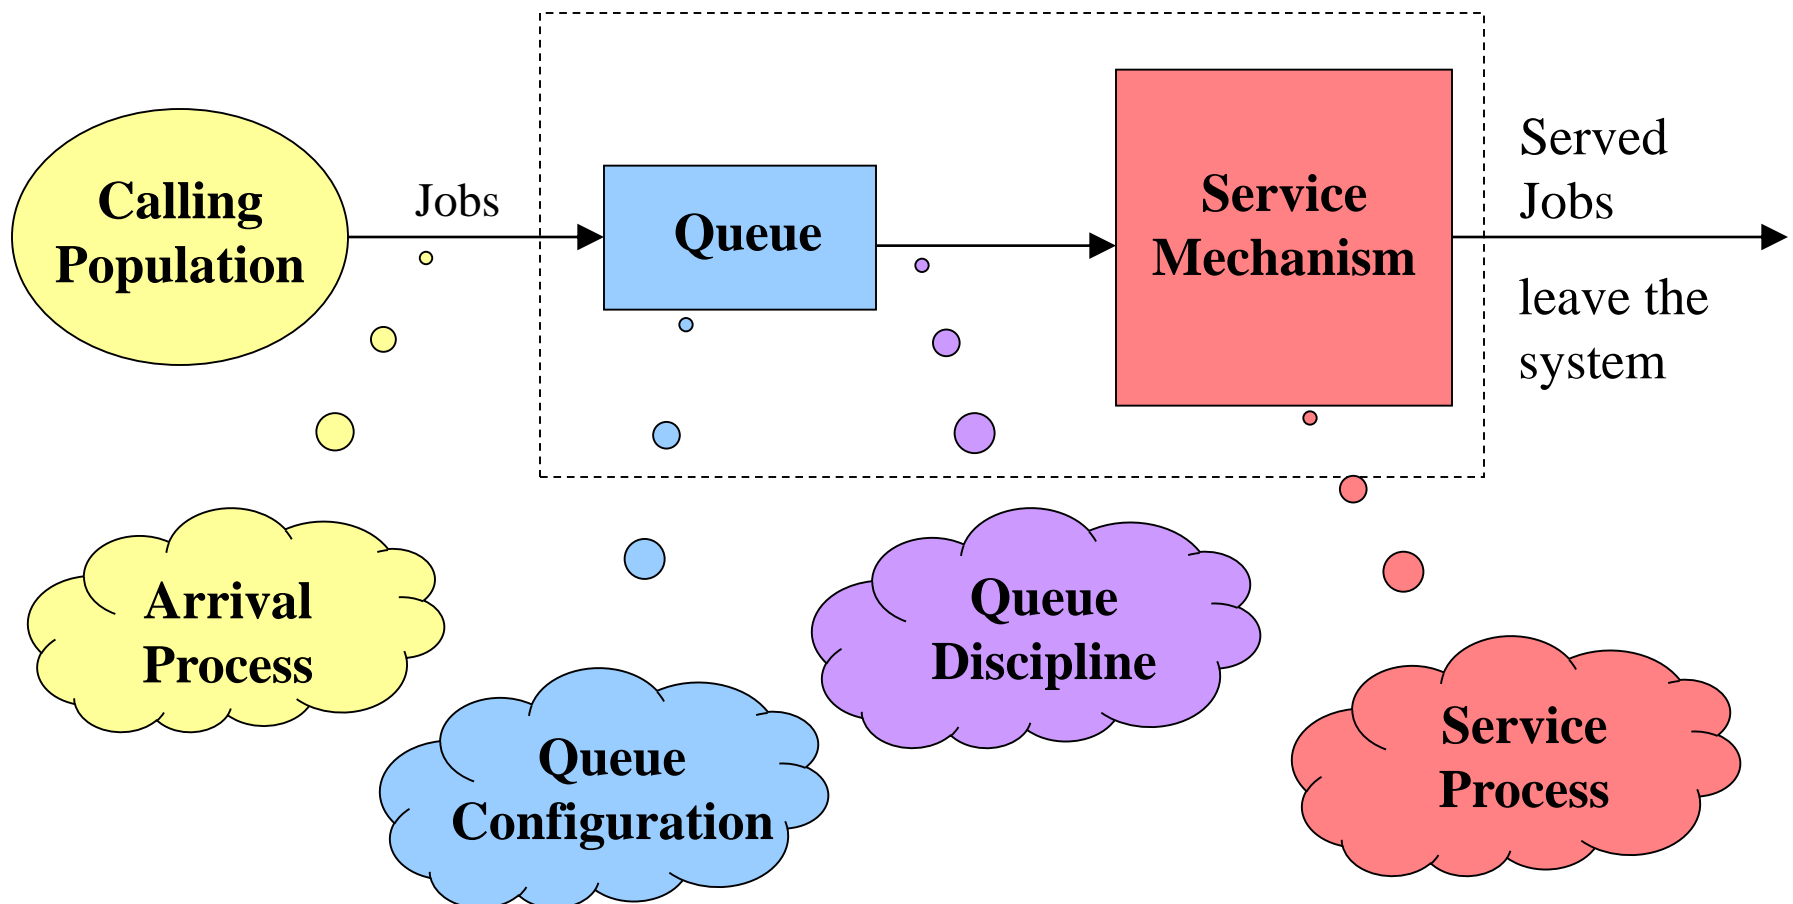 Calling
Population
Jobs
Queue
Service
Mechanism
Served
Jobs
leave the
system
Arrival
Process
Queue
Configuration
Queue
Discipline
Service
Process